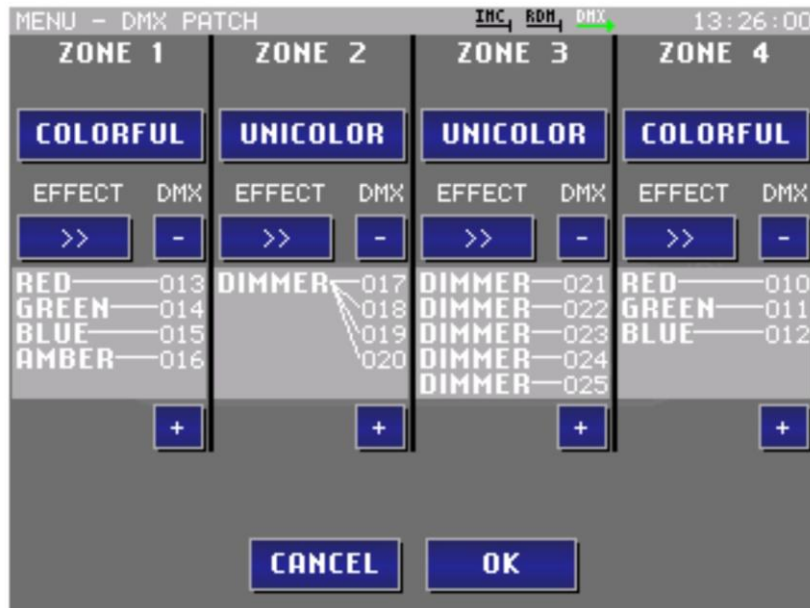 MENU - DMX PATCH INC RDM DMX 13:26:00
ZONE 1 ZONE 2 ZONE 3 ZONE 4
COLORFUL UNICOLOR UNICOLOR COLORFUL
EFFECT DMX EFFECT DMX EFFECT DMX EFFECT DMX
>> - >> - >> - >> -
RED 013 DIMMER 017 DIMMER 021 RED 010
GREEN 014 018 DIMMER 022 GREEN 011
BLUE 015 019 DIMMER 023 BLUE 012
AMBER 016 020 DIMMER 024
DIMMER 025
+ + + +
CANCEL OK